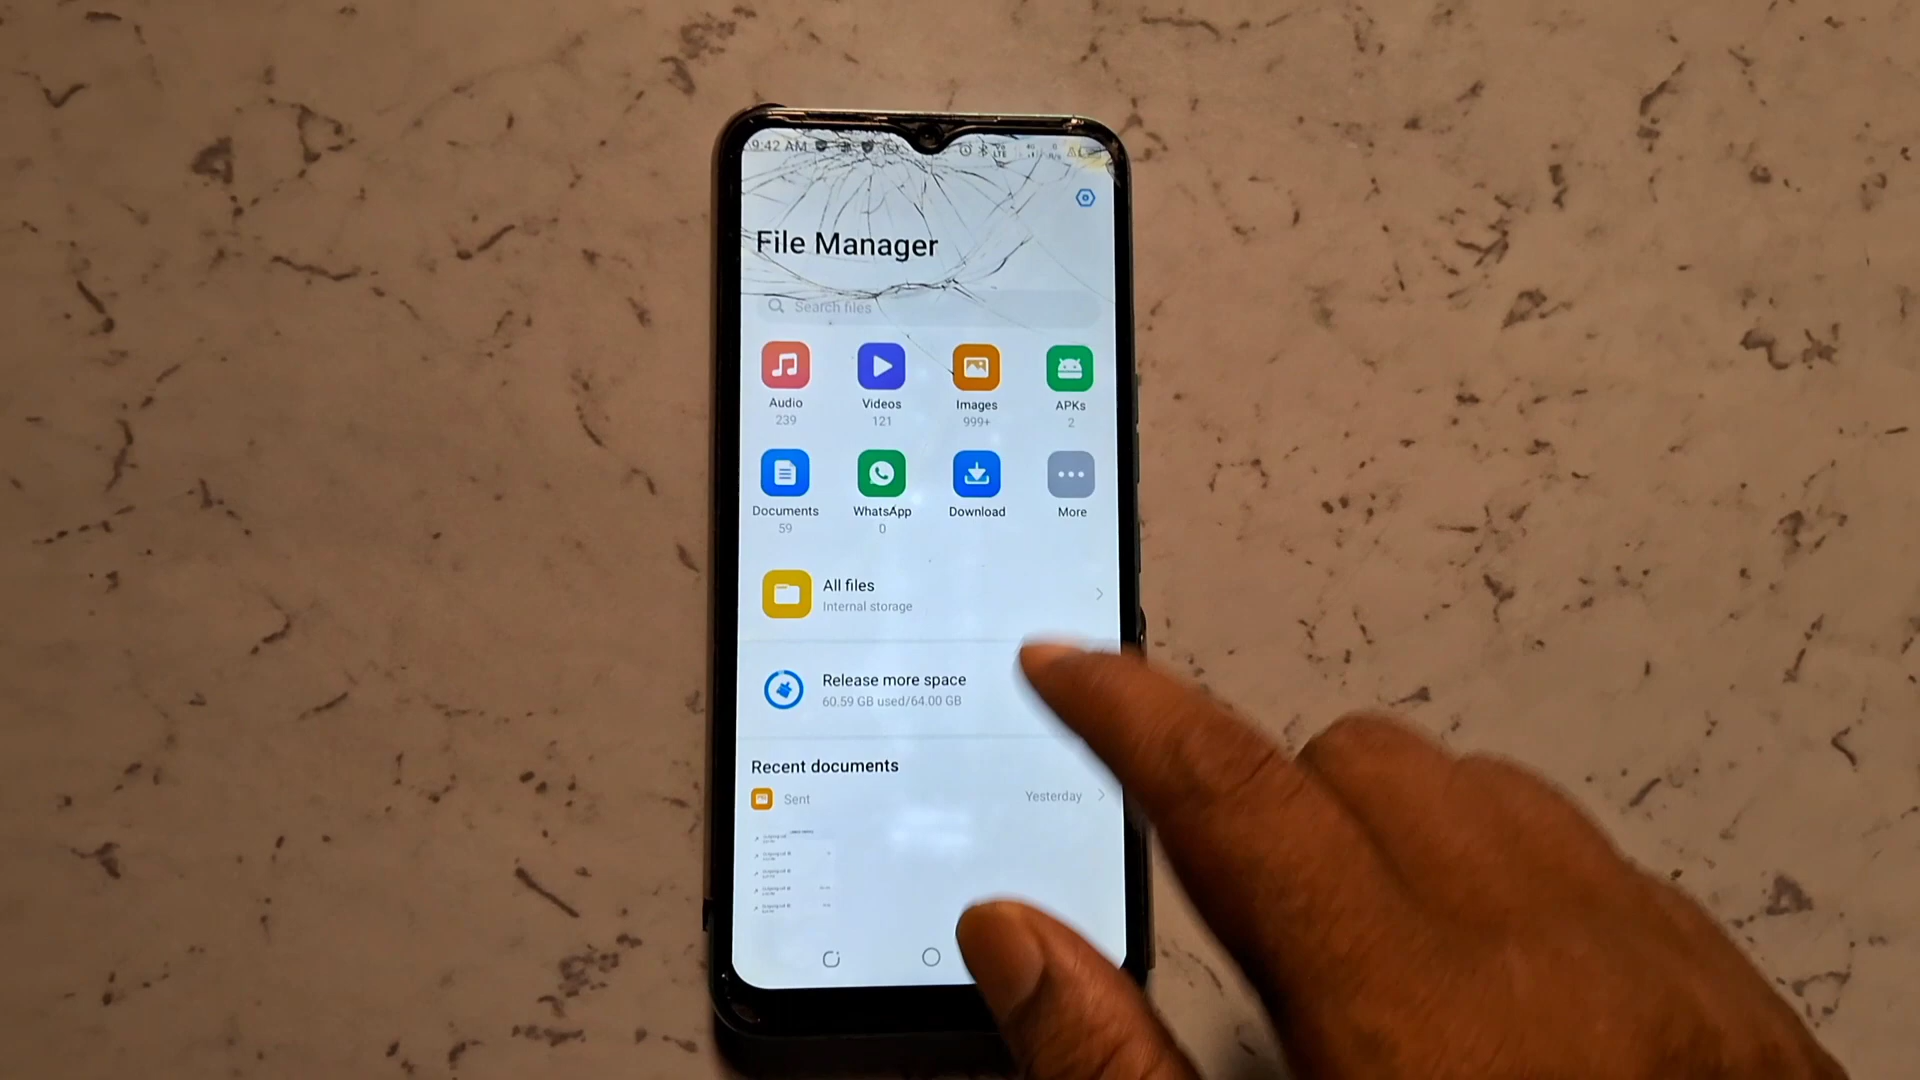 9:42 AM
File Manager
Search files
Audio Videos Images APKs
239 121 999+ 2
Documents WhatsApp Download More
59 0
All files
Internal storage
Release more space
60.59 GB used/64.00 GB
Recent documents
Sent Yesterday